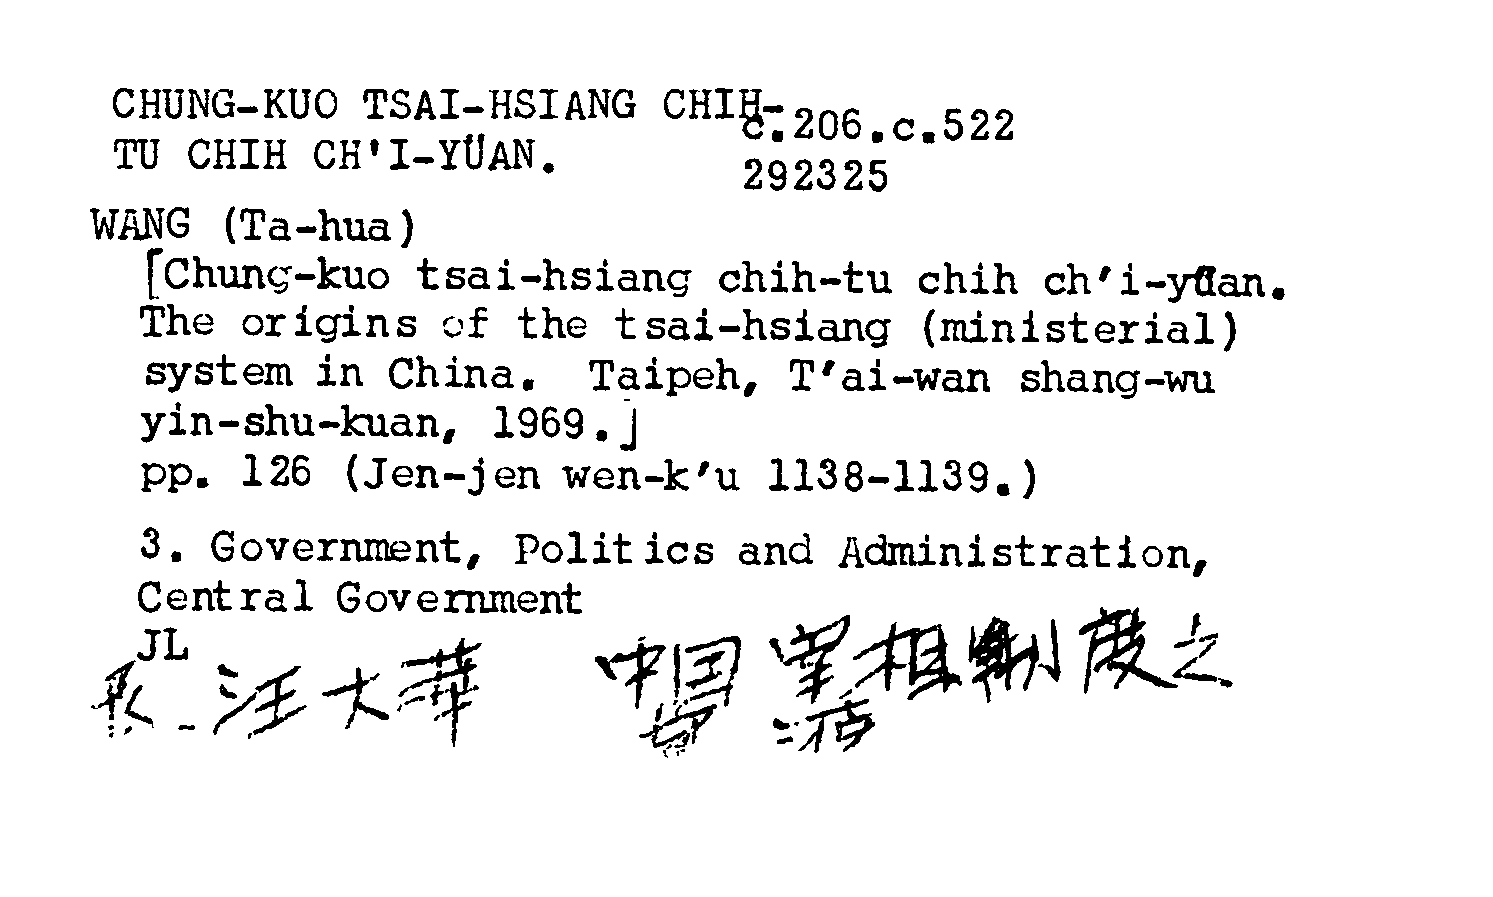 CHUNG-KUO TSAI-HSIANG CHIH-
TU CHIH CH'I-YÜAN.
c.206.c.522
292325
WANG (Ta-hua)
[Chung-kuo tsai-hsiang chih-tu chih ch'i-yüan.
The origins of the tsai-hsiang (ministerial)
system in China. Taipeh, T'ai-wan shang-wu
yin-shu-kuan, 1969.]
pp. 126 (Jen-jen wen-k'u 1138-1139.)
3. Government, Politics and Administration,
Central Government
JL
汪大華 中国宰相制度之
源